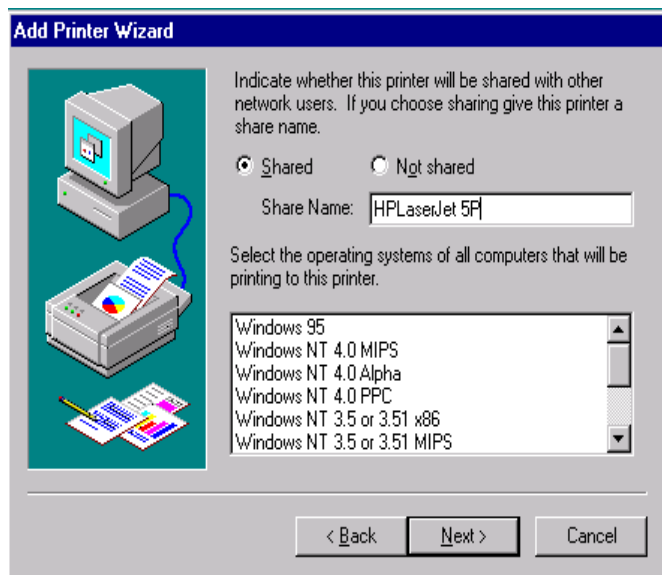 Add Printer Wizard
Indicate whether this printer will be shared with other
network users. If you choose sharing give this printer a
share name.
Shared Not shared
Share Name: HPLaserJet 5P
Select the operating systems of all computers that will be
printing to this printer.
Windows 95
Windows NT 4.0 MIPS
Windows NT 4.0 Alpha
Windows NT 4.0 PPC
Windows NT 3.5 or 3.51 x86
Windows NT 3.5 or 3.51 MIPS
< Back Next > Cancel